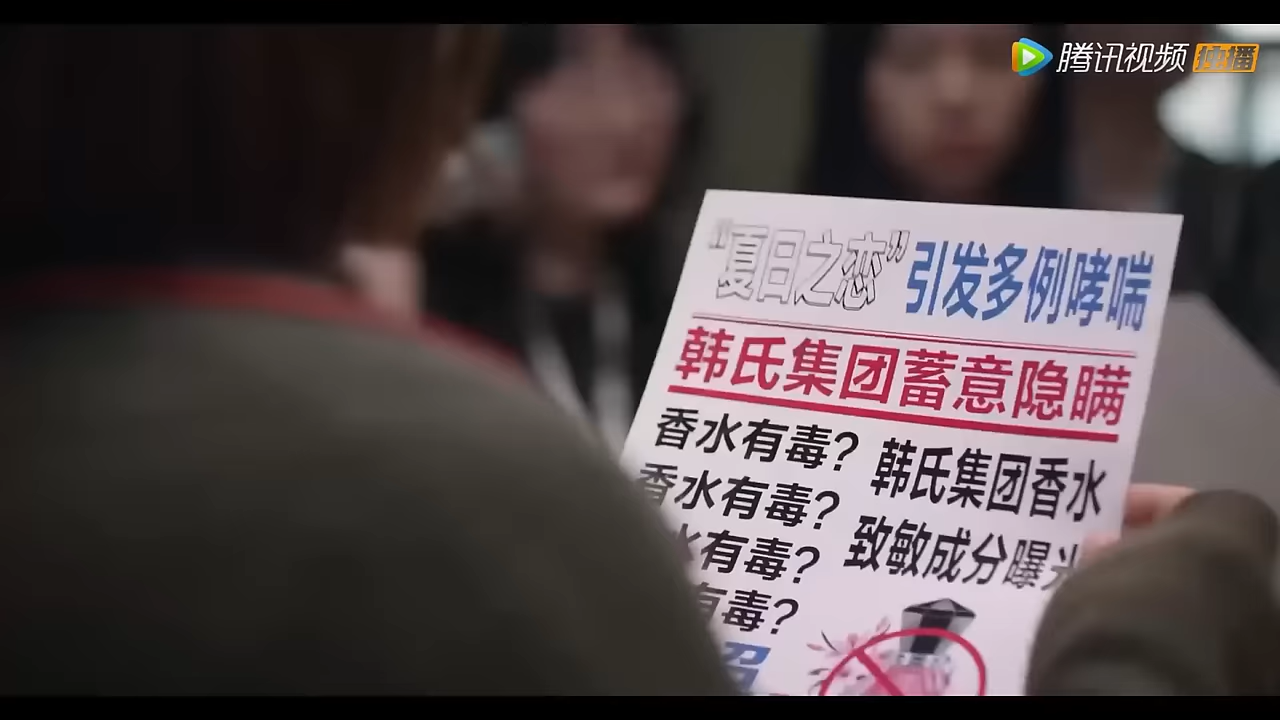 腾讯视频 独播
“夏日之恋”引发多例哮喘
韩氏集团蓄意隐瞒
香水有毒?
香水有毒?
水有毒?
有毒?
韩氏集团香水
致敏成分曝光